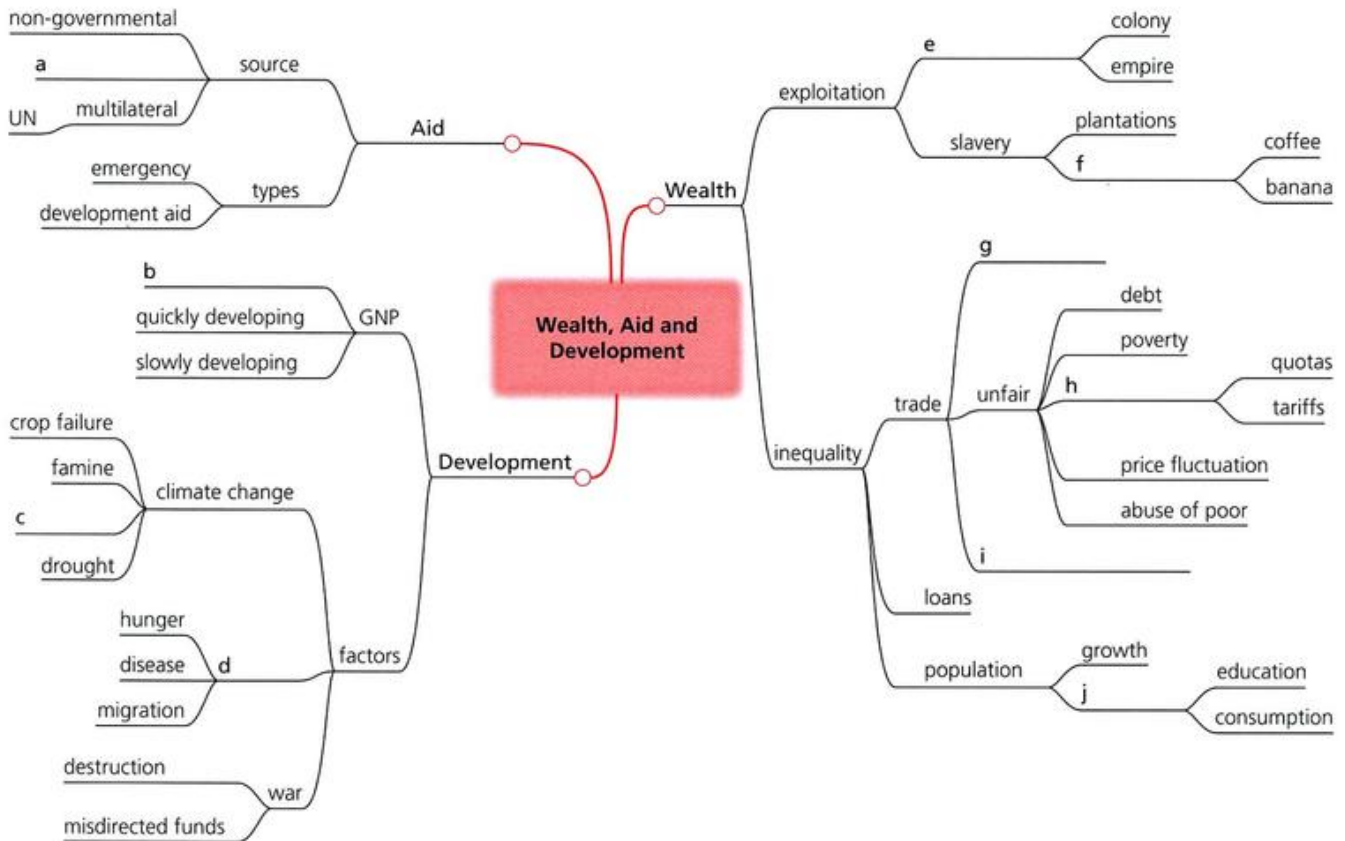 non-governmental
a
source
multilateral
UN
Aid
emergency
types
development aid
b
quickly developing
GNP
slowly developing
crop failure
famine
climate change
c
drought
Development
hunger
disease
d
factors
migration
destruction
war
misdirected funds
Wealth, Aid and
Development
Wealth
exploitation
e
colony
empire
slavery
plantations
f
coffee
banana
inequality
trade
g
unfair
debt
poverty
h
quotas
tariffs
price fluctuation
abuse of poor
i
loans
population
growth
j
education
consumption